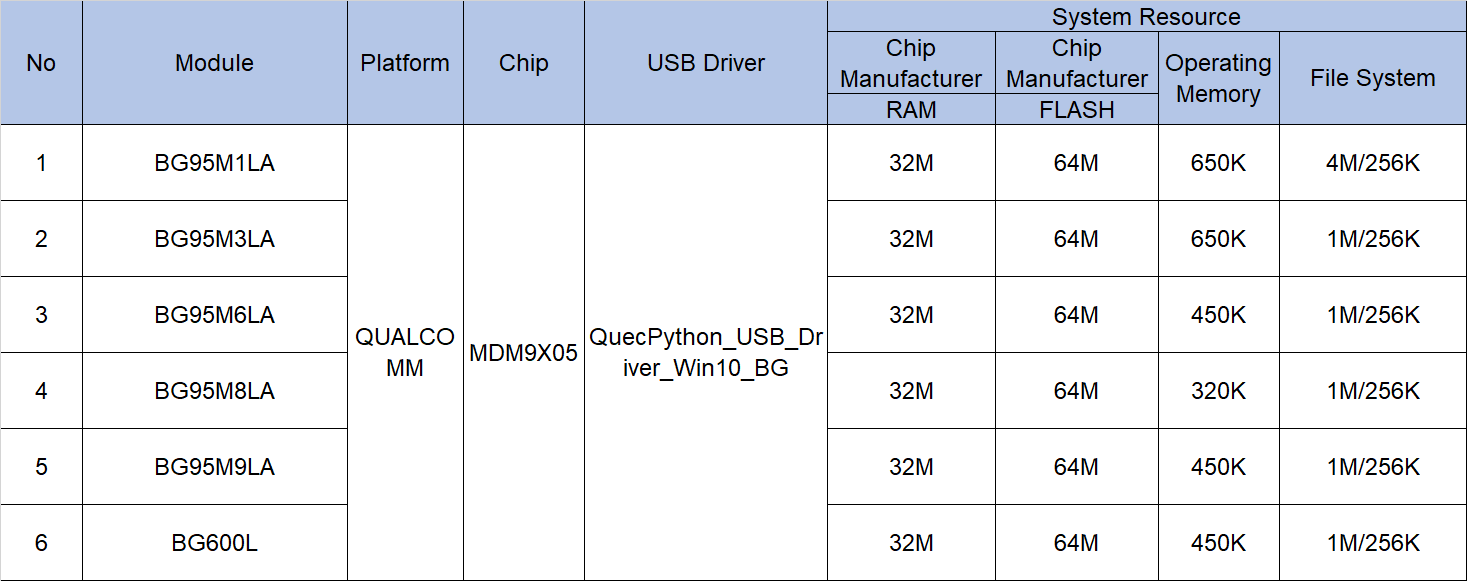 No Module Platform Chip USB Driver System Resource
Chip Manufacturer Chip Manufacturer Operating Memory File System
RAM FLASH
1 BG95M1LA 32M 64M 650K 4M/256K
2 BG95M3LA 32M 64M 650K 1M/256K
3 BG95M6LA 32M 64M 450K 1M/256K
QUALCO
MM
MDM9X05
QuecPython_USB_Dr
iver_Win10_BG
4 BG95M8LA 32M 64M 320K 1M/256K
5 BG95M9LA 32M 64M 450K 1M/256K
6 BG600L 32M 64M 450K 1M/256K